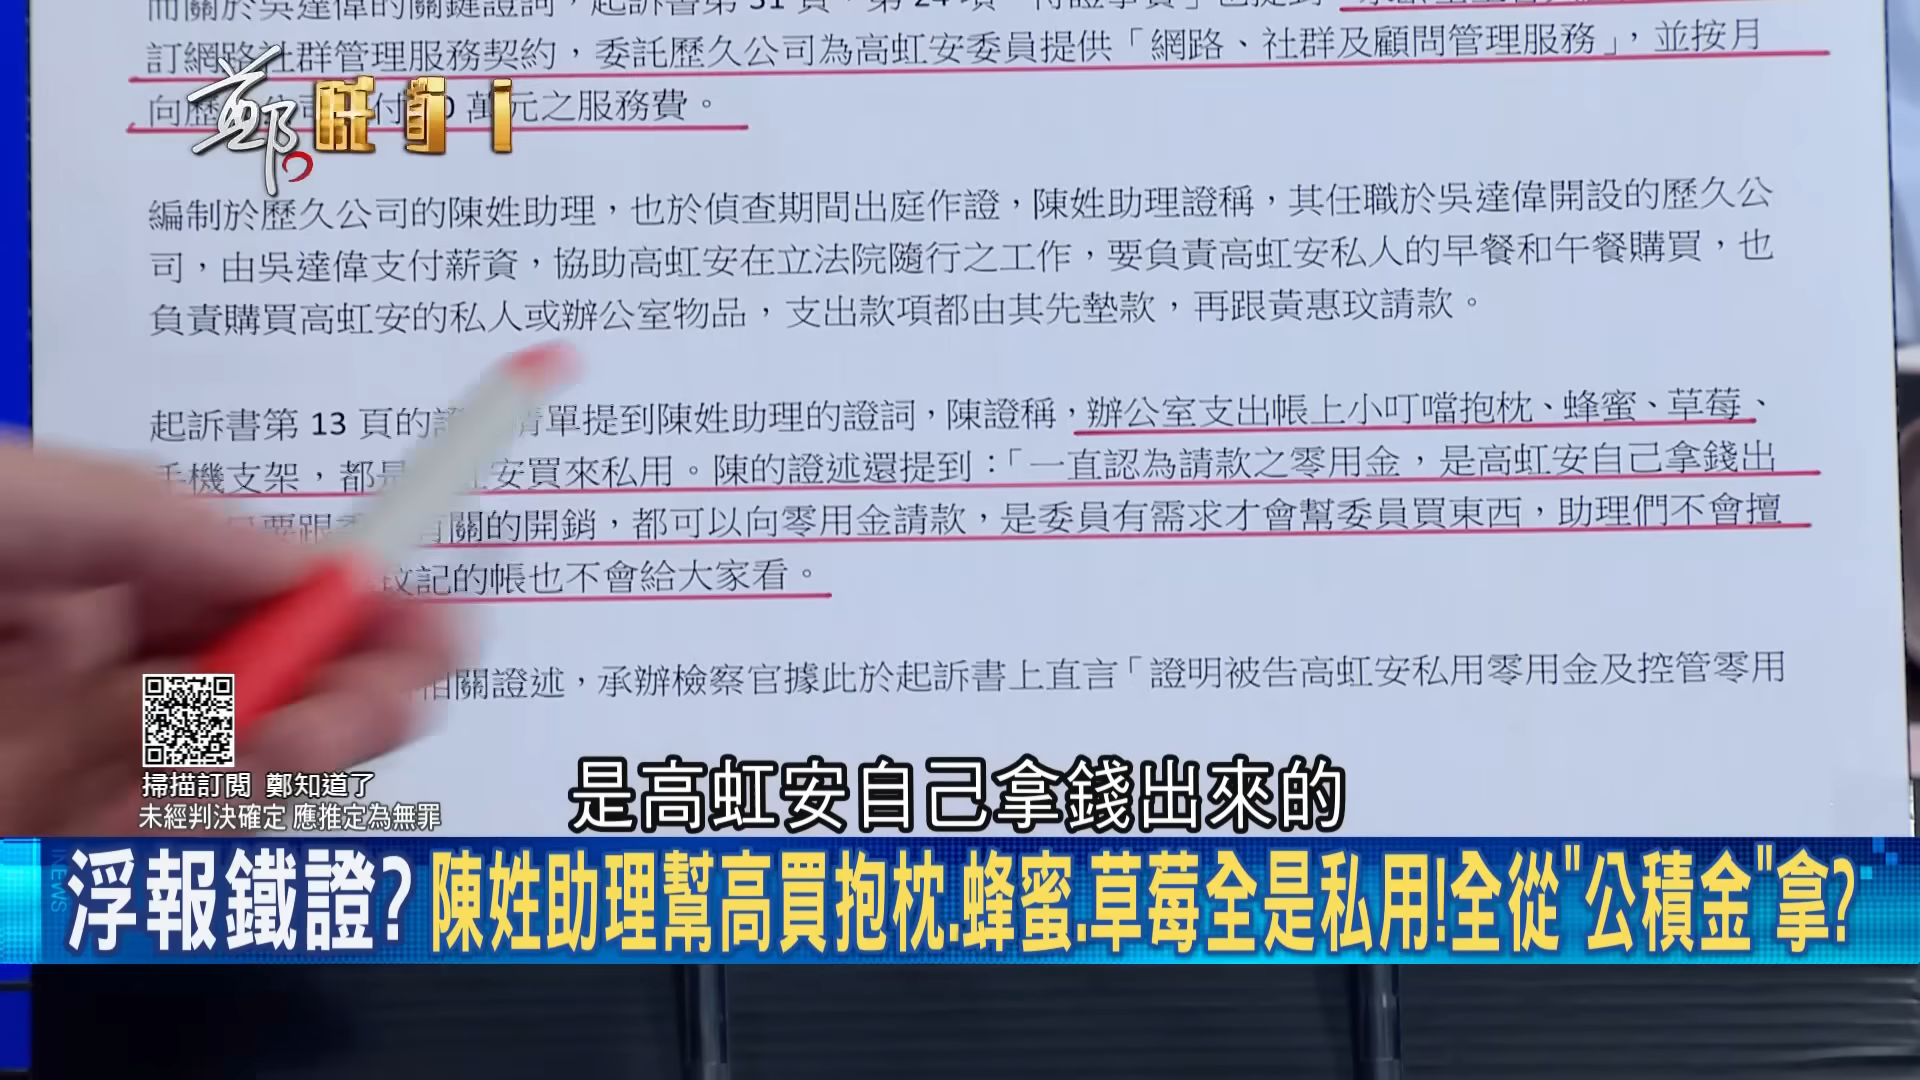 訂網路社群管理服務契約，委託歷久公司為高虹安委員提供「網路、社群及顧問管理服務」，並按月
萬元之服務費。
鄭
編制於歷久公司的陳姓助理，也於偵查期間出庭作證，陳姓助理證稱，其任職於吳達偉開設的歷久公
司，由吳達偉支付薪資，協助高虹安在立法院隨行之工作，要負責高虹安私人的早餐和午餐購買，也
負責購買高虹安的私人或辦公室物品，支出款項都由其先墊款，再跟黃惠玟請款。
起訴書第 13 頁的 清單提到陳姓助理的證詞，陳證稱，辦公室支出帳上小叮噹抱枕、蜂蜜、草莓、
手機支架，都是 安買來私用。陳的證述還提到：「一直認為請款之零用金，是高虹安自己拿錢出
有關的開銷，都可以向零用金請款，是委員有需求才會幫委員買東西，助理們不會擅
玟記的帳也不會給大家看。
相關證述，承辦檢察官據此於起訴書上直言「證明被告高虹安私用零用金及控管零用
掃描訂閱 鄭知道了
未經判決確定 應推定為無罪
是高虹安自己拿錢出來的
INEWS
浮報鐵證? 陳姓助理幫高買抱枕.蜂蜜.草莓全是私用!全從"公積金"拿?